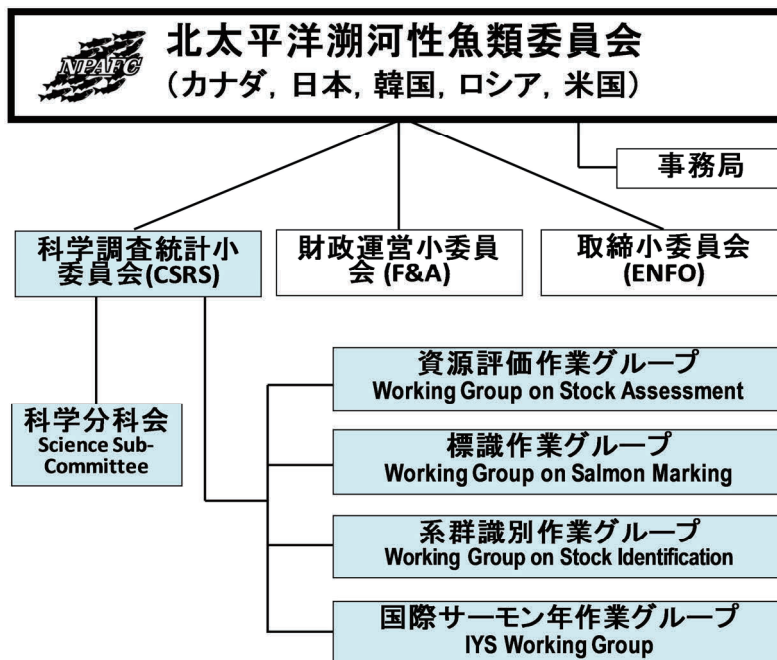 NPAFC
北太平洋溯河性魚類委員会
（カナダ, 日本, 韓国, ロシア, 米国）
事務局
科学調査統計小
委員会(CSRS)
財政運営小委員
会 (F&A)
取締小委員会
(ENFO)
科学分科会
Science Sub-
Committee
資源評価作業グループ
Working Group on Stock Assessment
標識作業グループ
Working Group on Salmon Marking
系群識別作業グループ
Working Group on Stock Identification
国際サーモン年作業グループ
IYS Working Group